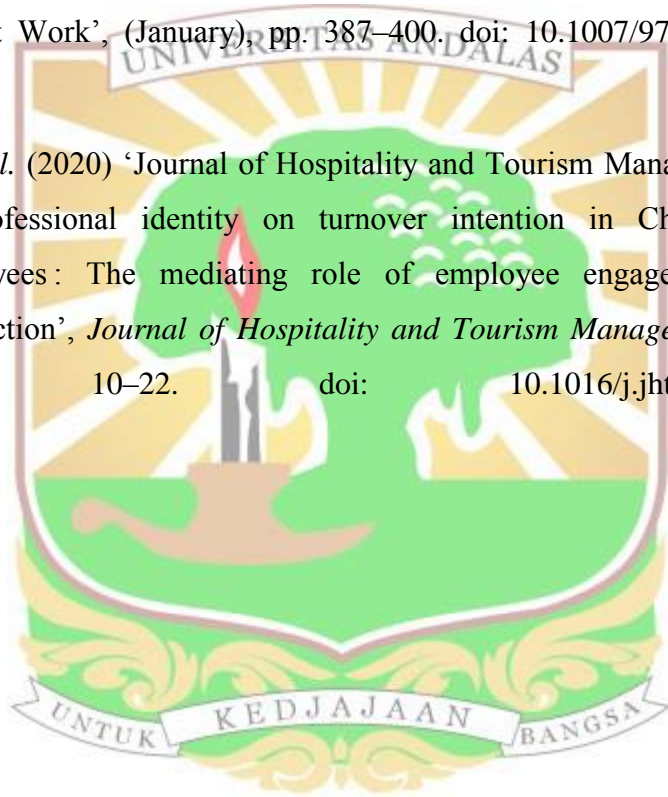 t Work’, (January), pp. 387–400. doi: 10.1007/97
UNIVERSITAS ANDALAS
l. (2020) ‘Journal of Hospitality and Tourism Mana
ofessional identity on turnover intention in Ch
yees : The mediating role of employee engage
ction’, Journal of Hospitality and Tourism Manage
10–22. doi: 10.1016/j.jht
UNTUK KEDJAJAAN BANGSA